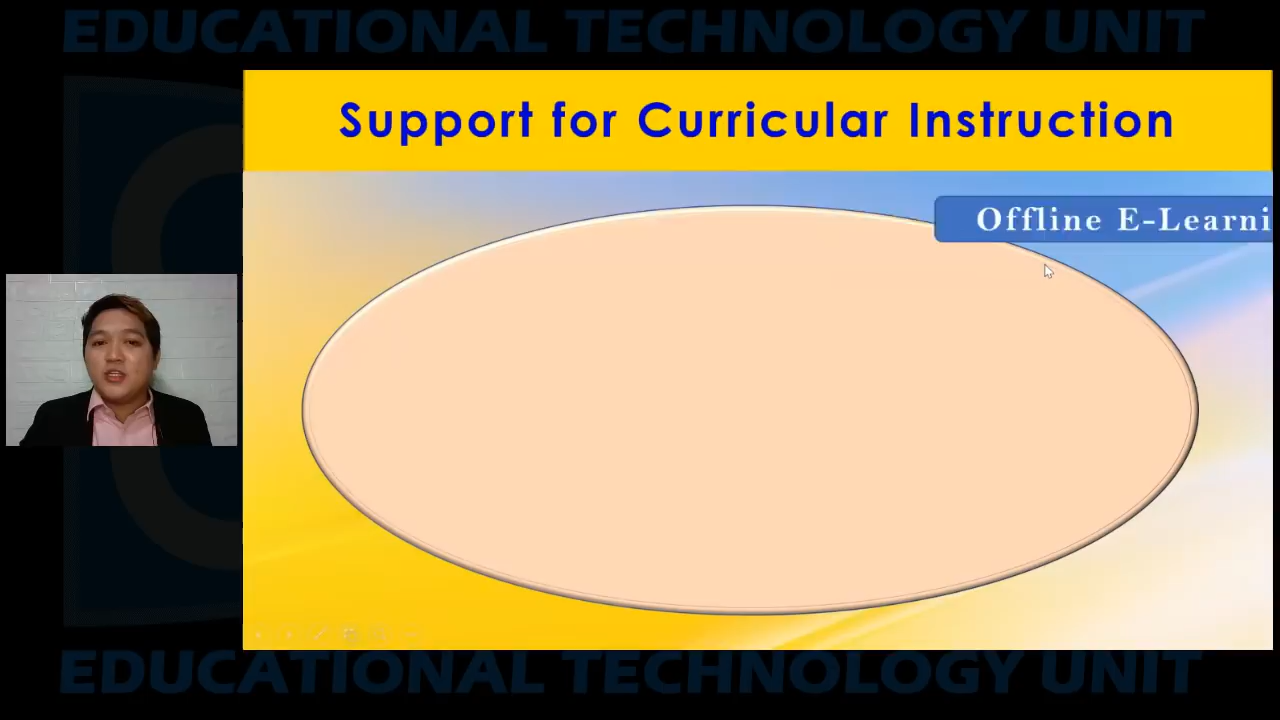 EDUCATIONAL TECHNOLOGY UNIT
Support for Curricular Instruction
Offline E-Learni
EDUCATIONAL TECHNOLOGY UNIT